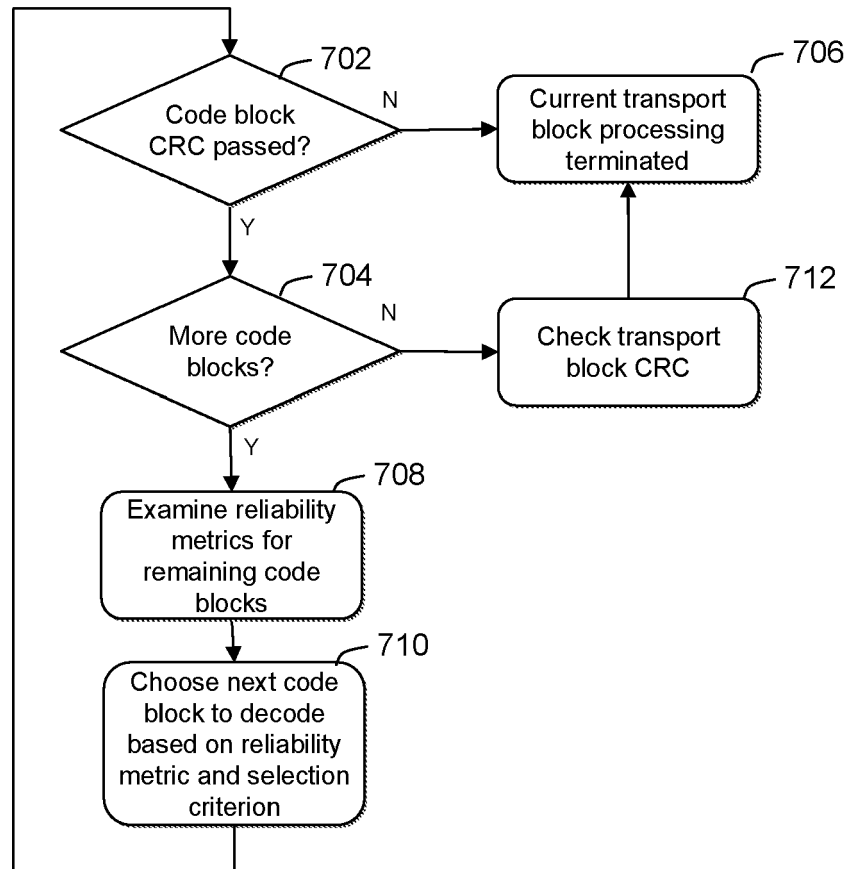 702
Code block
CRC passed?
N
706
Current transport
block processing
terminated
Y
704
More code
blocks?
N
712
Check transport
block CRC
Y
708
Examine reliability
metrics for
remaining code
blocks
710
Choose next code
block to decode
based on reliability
metric and selection
criterion